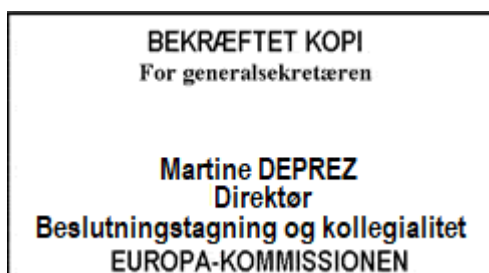 BEKRÆFTET KOPI
For generalsekretæren
Martine DEPREZ
Direktør
Beslutningstagning og kollegialitet
EUROPA-KOMMISSIONEN